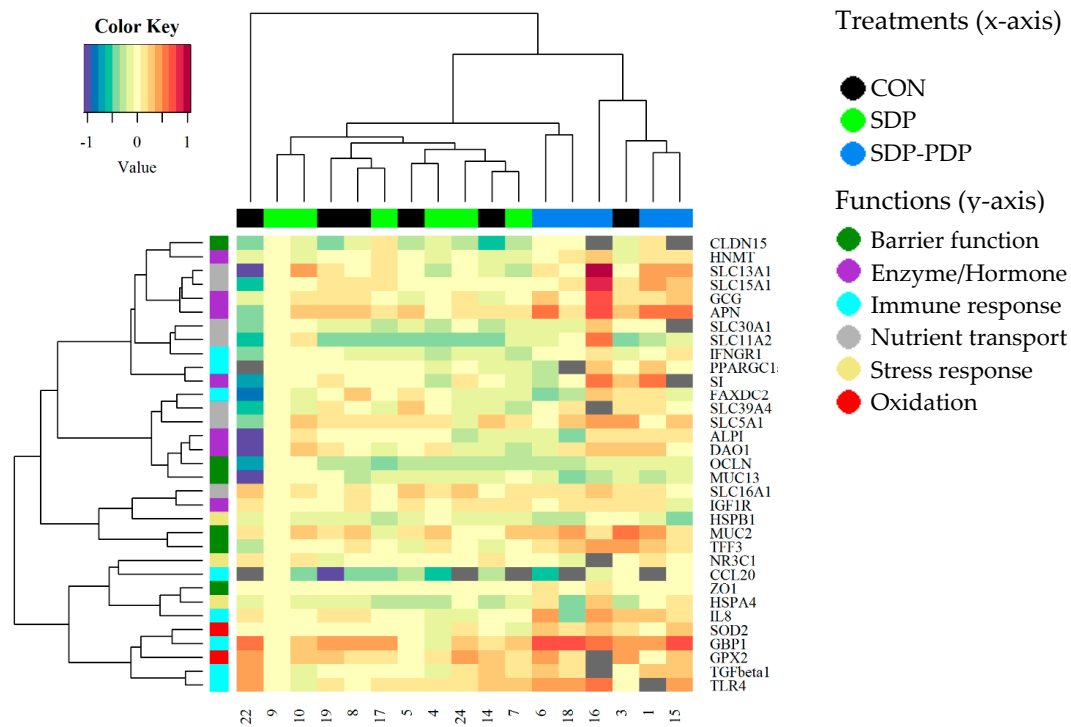 Color Key
-1 0 1
Value
Treatments (x-axis)
CON
SDP
SDP-PDP
Functions (y-axis)
Barrier function
Enzyme/Hormone
Immune response
Nutrient transport
Stress response
Oxidation
CLDN15
HNMT
SLC13A1
SLC15A1
GCG
APN
SLC30A1
SLC11A2
IFNGR1
PPARGC1
SI
FAXDC2
SLC39A4
SLC5A1
ALPI
DAO1
OCLN
MUC13
SLC16A1
IGF1R
HSPB1
MUC2
TFF3
NR3C1
CCL20
ZO1
HSPA4
IL8
SOD2
GBP1
GPX2
TGFbeta1
TLR4
22 9 10 19 8 17 5 4 24 14 7 6 18 16 3 1 15